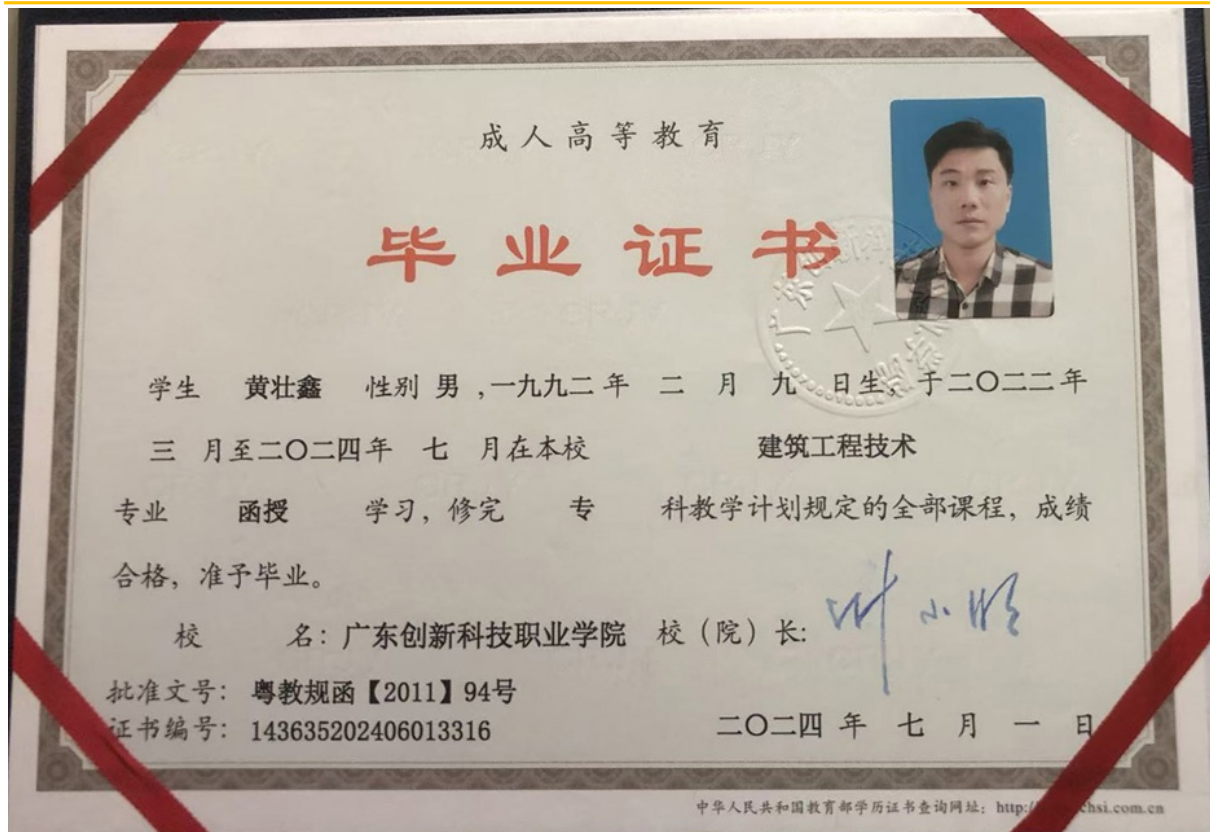 成人高等教育
毕业证书
学生 黄壮鑫 性别 男 ,一九九二年 二 月 九 日生,于二〇二二年
三 月至二〇二四年 七 月在本校 建筑工程技术
专业 函授 学习，修完 专 科教学计划规定的全部课程，成绩
合格，准予毕业。
校 名：广东创新科技职业学院 校（院）长：
批准文号：粤教规函【2011】94号
证书编号：143635202406013316
二〇二四 年 七 月 一 日
中华人民共和国教育部学历证书查询网址：http: chsi.com.cn